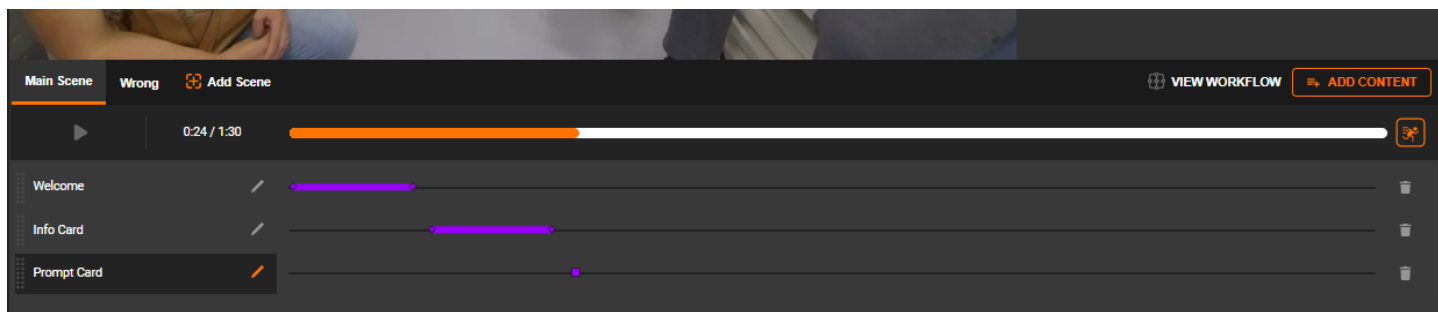 Main Scene Wrong Add Scene VIEW WORKFLOW ADD CONTENT
0:24 / 1:30
Welcome
Info Card
Prompt Card